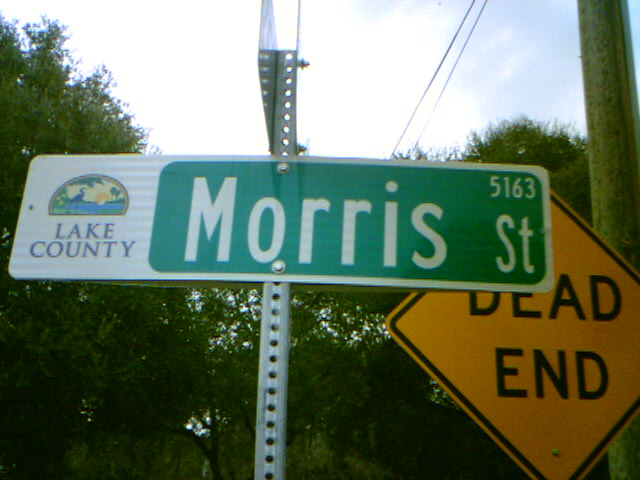 LAKE
COUNTY
Morris St
5163
DEAD
END